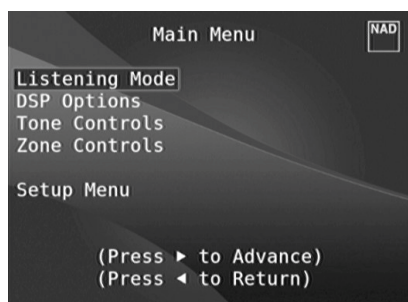 Main Menu
NAD
Listening Mode
DSP Options
Tone Controls
Zone Controls
Setup Menu
(Press ► to Advance)
(Press ◄ to Return)